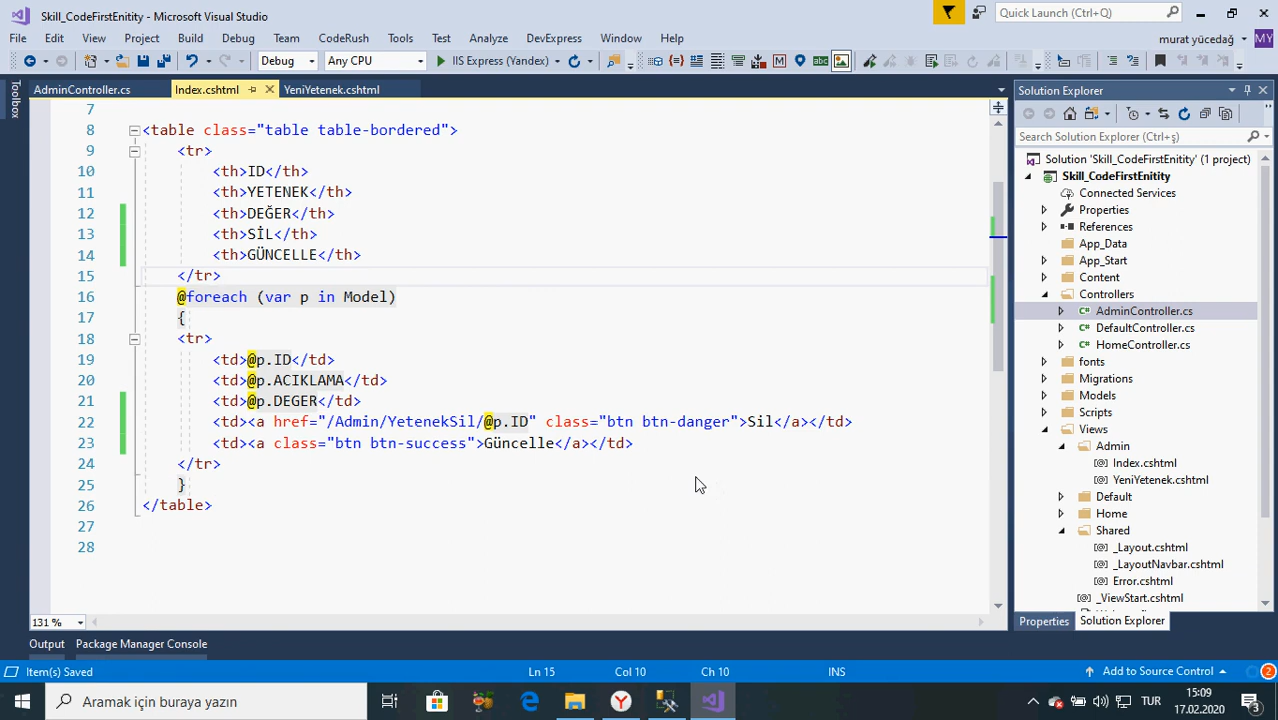 Skill_CodeFirstEnitity - Microsoft Visual Studio
Quick Launch (Ctrl+Q)
File Edit View Project Build Debug Team CodeRush Tools Test Analyze DevExpress Window Help
murat yücedağ MY
Debug Any CPU IIS Express (Yandex)
Toolbox
AdminController.cs Index.cshtml YeniYetenek.cshtml
7
8 <table class="table table-bordered">
9 <tr>
10 <th>ID</th>
11 <th>YETENEK</th>
12 <th>DEĞER</th>
13 <th>SİL</th>
14 <th>GÜNCELLE</th>
15 </tr>
16 @foreach (var p in Model)
17 {
18 <tr>
19 <td>@p.ID</td>
20 <td>@p.ACIKLAMA</td>
21 <td>@p.DEGER</td>
22 <td><a href="/Admin/YetenekSil/@p.ID" class="btn btn-danger">Sil</a></td>
23 <td><a class="btn btn-success">Güncelle</a></td>
24 </tr>
25 }
26 </table>
27
28
131 %
Solution Explorer
Search Solution Explorer (Ctrl+ş)
Solution 'Skill_CodeFirstEnitity' (1 project)
Skill_CodeFirstEnitity
Connected Services
Properties
References
App_Data
App_Start
Content
Controllers
AdminController.cs
DefaultController.cs
HomeController.cs
fonts
Migrations
Models
Scripts
Views
Admin
Index.cshtml
YeniYetenek.cshtml
Default
Home
Shared
_Layout.cshtml
_LayoutNavbar.cshtml
Error.cshtml
_ViewStart.cshtml
Properties Solution Explorer
Output Package Manager Console
Item(s) Saved Ln 15 Col 10 Ch 10 INS Add to Source Control 2
Aramak için buraya yazın
TUR
15:09
17.02.2020
3